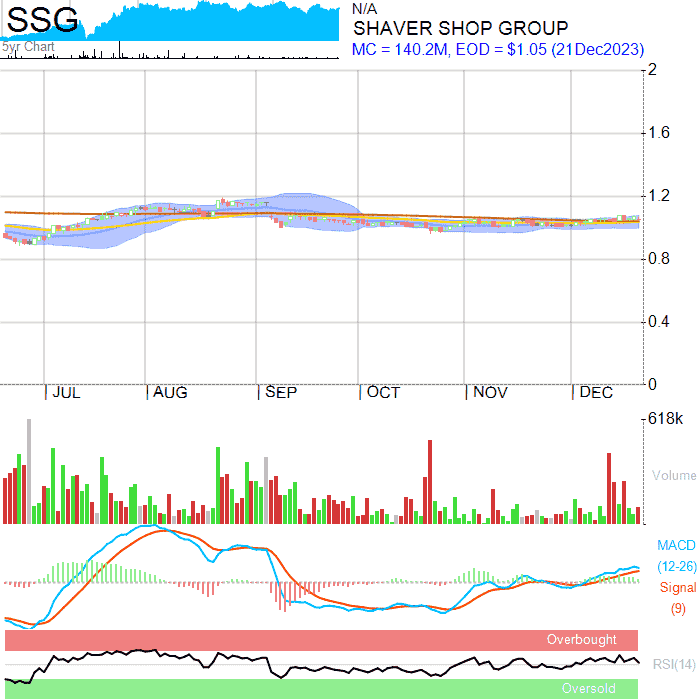 SSG
5yr Chart
N/A
SHAVER SHOP GROUP
MC = 140.2M, EOD = $1.05 (21Dec2023)
2
1.6
1.2
0.8
0.4
0
JUL
AUG
SEP
OCT
NOV
DEC
618k
Volume
MACD
(12-26)
Signal
(9)
Overbought
RSI(14)
Oversold